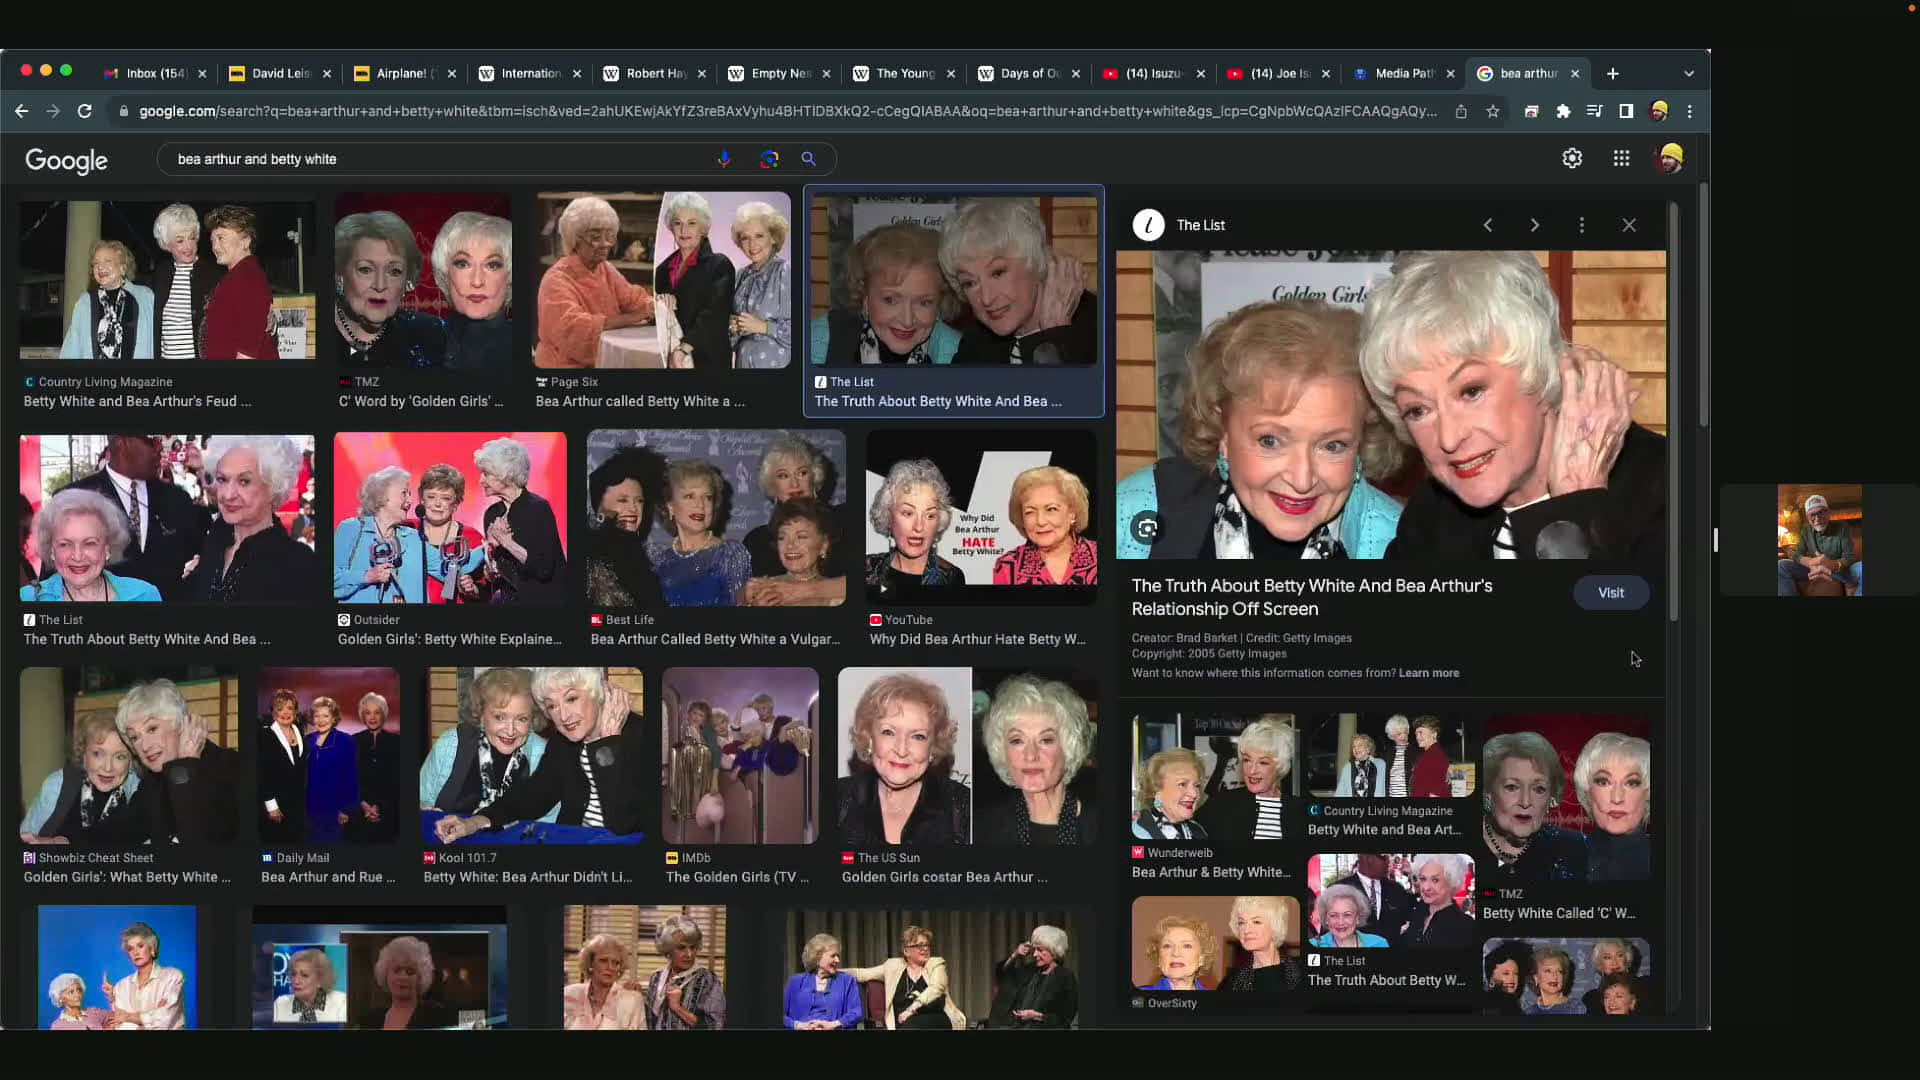 Inbox (154)
David Leis
Airplane! (
Internation
Robert Hay
Empty Nes
The Young
Days of Ou
(14) Isuzu
(14) Joe Is
Media Path
bea arthur
google.com/search?q=bea+arthur+and+betty+white&tbm=isch&ved=2ahUKEwjAkYfZ3reBAxVyhu4BHTlDBXkQ2-cCegQIABAA&oq=bea+arthur+and+betty+white&gs_lcp=CgNpbWcQAzIFCAAQgAQy...
Google
bea arthur and betty white
The List
Golden Girls
Country Living Magazine
Betty White and Bea Arthur's Feud ...
TMZ
C' Word by 'Golden Girls' ...
Page Six
Bea Arthur called Betty White a ...
The List
The Truth About Betty White And Bea ...
Golden Girls
Why Did
Bea Arthur
HATE
Betty White?
The List
The Truth About Betty White And Bea ...
Outsider
Golden Girls': Betty White Explaine...
BL Best Life
Bea Arthur Called Betty White a Vulgar...
YouTube
Why Did Bea Arthur Hate Betty W...
The Truth About Betty White And Bea Arthur's
Relationship Off Screen
Visit
Creator: Brad Barket | Credit: Getty Images
Copyright: 2005 Getty Images
Want to know where this information comes from? Learn more
Showbiz Cheat Sheet
Golden Girls': What Betty White ...
Daily Mail
Bea Arthur and Rue ...
Kool 101.7
Betty White: Bea Arthur Didn't Li...
IMDb
The Golden Girls (TV ...
The US Sun
Golden Girls costar Bea Arthur ...
Wunderweib
Bea Arthur & Betty White...
Country Living Magazine
Betty White and Bea Art...
TMZ
Betty White Called 'C' W...
The List
The Truth About Betty W...
OverSixty